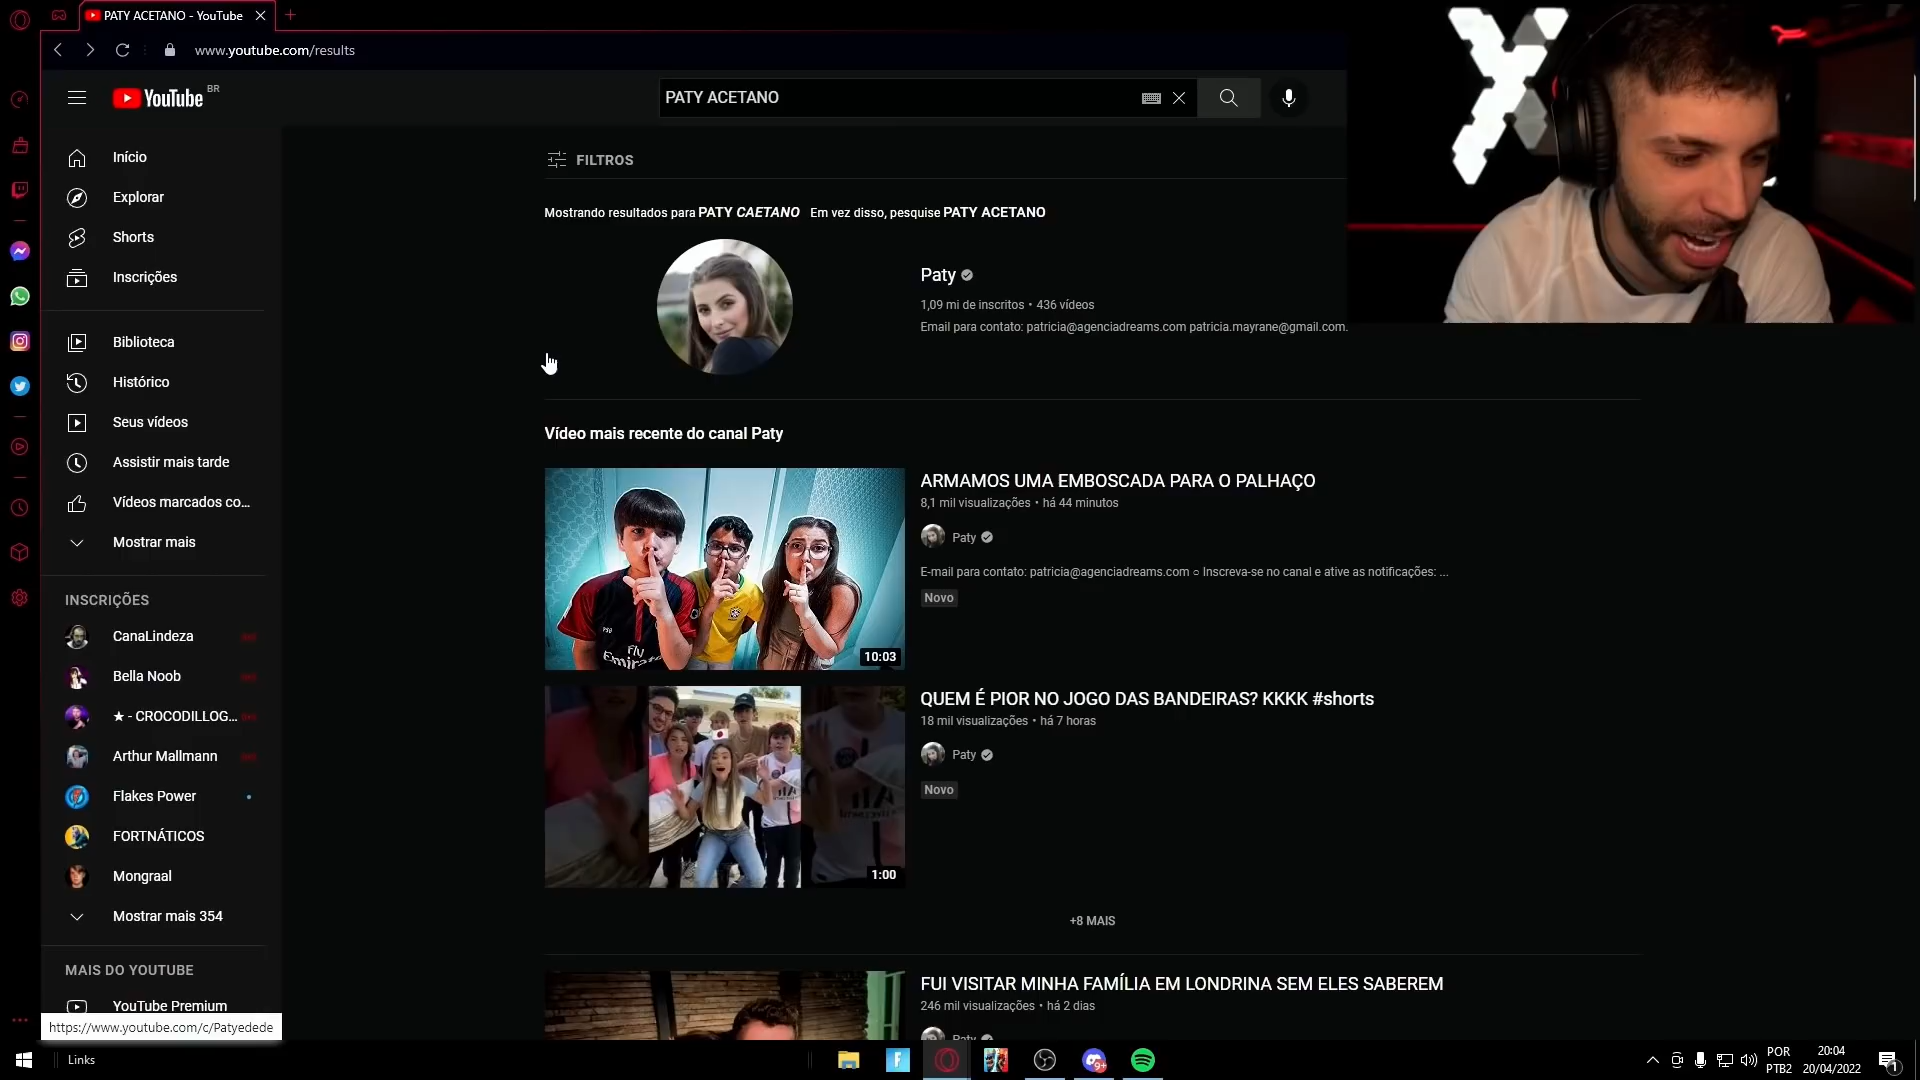 PATY ACETANO - YouTube
www.youtube.com/results
YouTube BR
PATY ACETANO
Início
Explorar
Shorts
Inscrições
Biblioteca
Histórico
Seus vídeos
Assistir mais tarde
Vídeos marcados co...
Mostrar mais
INSCRIÇÕES
CanaLindeza
Bella Noob
★ - CROCODILLOG...
Arthur Mallmann
Flakes Power
FORTNÁTICOS
Mongraal
Mostrar mais 354
MAIS DO YOUTUBE
YouTube Premium
https://www.youtube.com/c/Patyedede
FILTROS
Mostrando resultados para PATY CAETANO Em vez disso, pesquise PATY ACETANO
Paty
1,09 mi de inscritos • 436 vídeos
Email para contato: patricia@agenciadreams.com patricia.mayrane@gmail.com.
Vídeo mais recente do canal Paty
Fly
Emirates
10:03
ARMAMOS UMA EMBOSCADA PARA O PALHAÇO
8,1 mil visualizações • há 44 minutos
Paty
E-mail para contato: patricia@agenciadreams.com ○ Inscreva-se no canal e ative as notificações: ...
Novo
1:00
QUEM É PIOR NO JOGO DAS BANDEIRAS? KKKK #shorts
18 mil visualizações • há 7 horas
Paty
Novo
+8 MAIS
FUI VISITAR MINHA FAMÍLIA EM LONDRINA SEM ELES SABEREM
246 mil visualizações • há 2 dias
Paty
Links
9+
POR
PTB2
20:04
20/04/2022
1